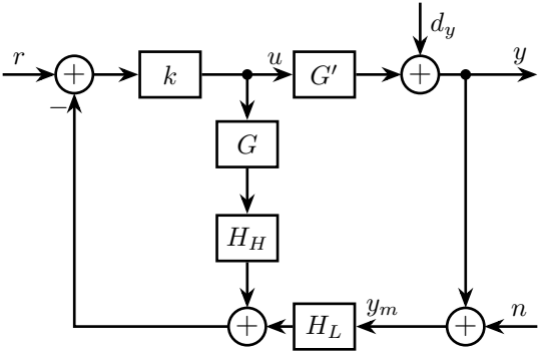 d_y
r + k u G′ + y
−
G
H_H
+ H_L y_m + n